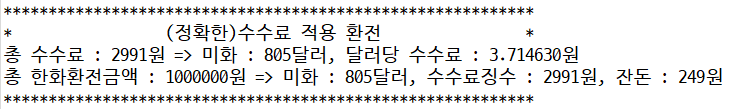 ***********************************************************
*                 (정확한)수수료 적용 환전                *
총 수수료 : 2991원 => 미화 : 805달러, 달러당 수수료 : 3.714630원
총 한화환전금액 : 1000000원 => 미화 : 805달러, 수수료징수 : 2991원, 잔돈 : 249원
***********************************************************